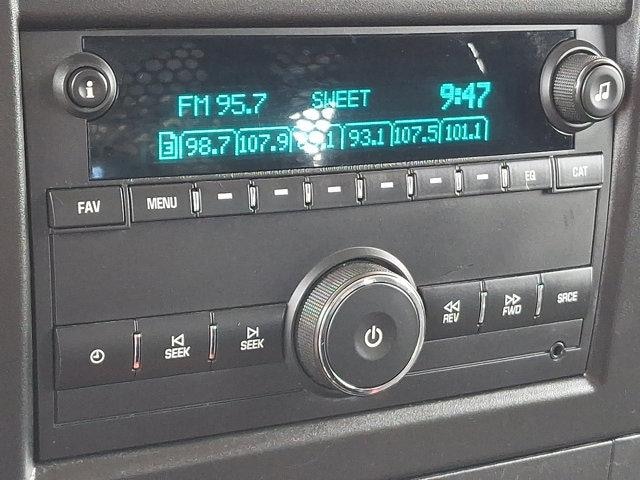 i
FM 95.7 SWEET 9:47
3 98.7 107.9 93.1 107.5 101.1
FAV MENU EQ CAT
SEEK SEEK REV FWD SRCE